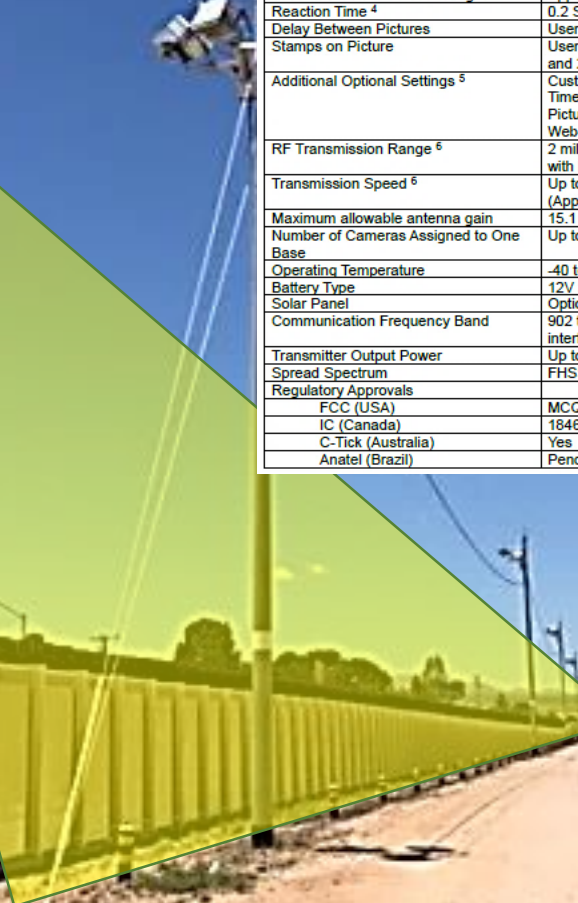 Reaction Time 4 0.2 S
Delay Between Pictures User
Stamps on Picture User
and
Additional Optional Settings 5 Cust
Time
Pictu
Web
RF Transmission Range 6 2 mil
with
Transmission Speed 6 Up to
(App
Maximum allowable antenna gain 15.1
Number of Cameras Assigned to One Up to
Base
Operating Temperature -40 t
Battery Type 12V
Solar Panel Optio
Communication Frequency Band 902 t
interf
Transmitter Output Power Up to
Spread Spectrum FHS
Regulatory Approvals
FCC (USA) MCQ
IC (Canada) 1846
C-Tick (Australia) Yes
Anatel (Brazil) Pend